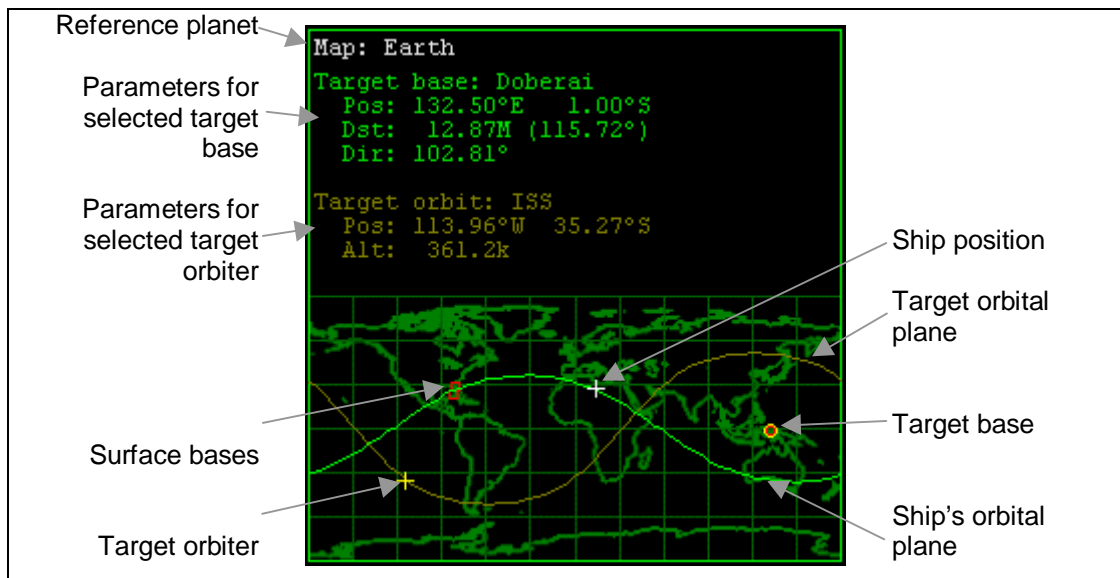 Reference planet
Map: Earth
Parameters for
selected target
base
Target base: Doberai
Pos: 132.50°E 1.00°S
Dst: 12.87M (115.72°)
Dir: 102.81°
Parameters for
selected target
orbiter
Target orbit: ISS
Pos: 113.96°W 35.27°S
Alt: 361.2k
Ship position
Target orbital
plane
Target base
Surface bases
Ship's orbital
plane
Target orbiter